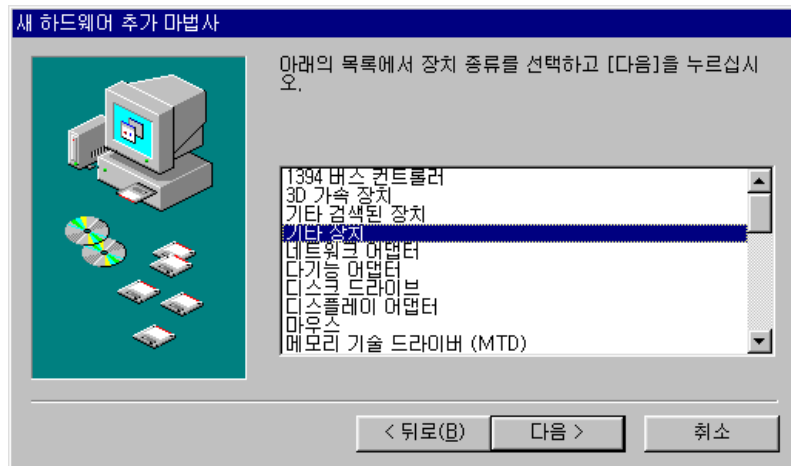 새 하드웨어 추가 마법사
아래의 목록에서 장치 종류를 선택하고 [다음]을 누르십시
오.
1394 버스 컨트롤러
3D 가속 장치
기타 검색된 장치
기타 장치
네트워크 어댑터
다기능 어댑터
디스크 드라이브
디스플레이 어댑터
마우스
메모리 기술 드라이버 (MTD)
< 뒤로(B)
다음 >
취소